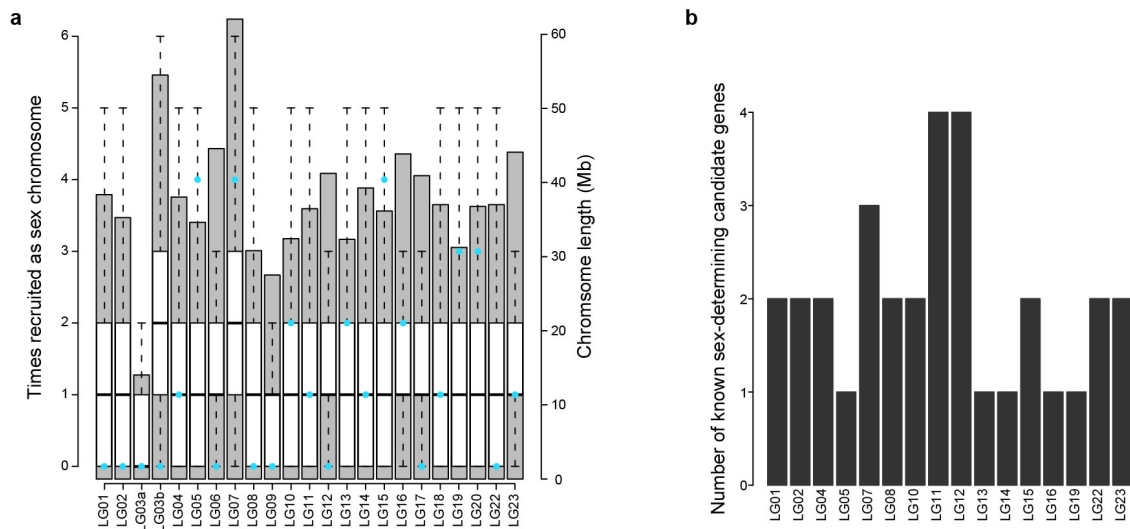 a
Times recruited as sex chromosome
6
5
4
3
2
1
0
60
50
40
30
20
10
0
Chromsome length (Mb)
LG01
LG02
LG03a
LG03b
LG04
LG05
LG06
LG07
LG08
LG09
LG10
LG11
LG12
LG13
LG14
LG15
LG16
LG17
LG18
LG19
LG20
LG22
LG23
b
Number of known sex-determining candidate genes
4
3
2
1
0
LG01
LG02
LG04
LG05
LG07
LG08
LG10
LG11
LG12
LG13
LG14
LG15
LG16
LG19
LG22
LG23